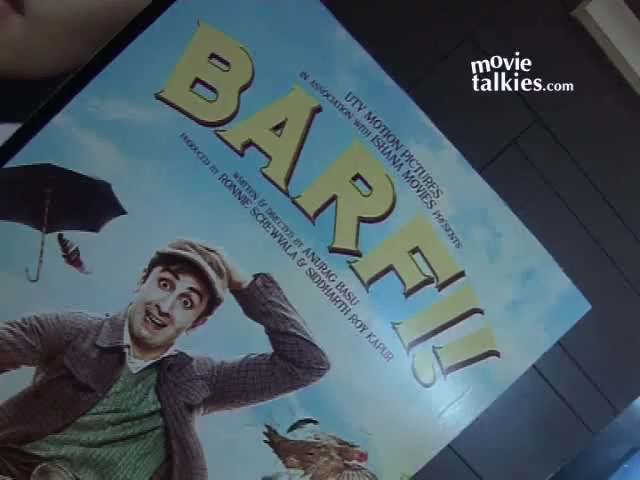 movie
talkies.com
UTV MOTION PICTURES
IN ASSOCIATION WITH ISHANA MOVIES PRESENTS
BARFI!
WRITTEN & DIRECTED BY ANURAG BASU
PRODUCED BY RONNIE SCREWVALA & SIDDHARTH ROY KAPUR